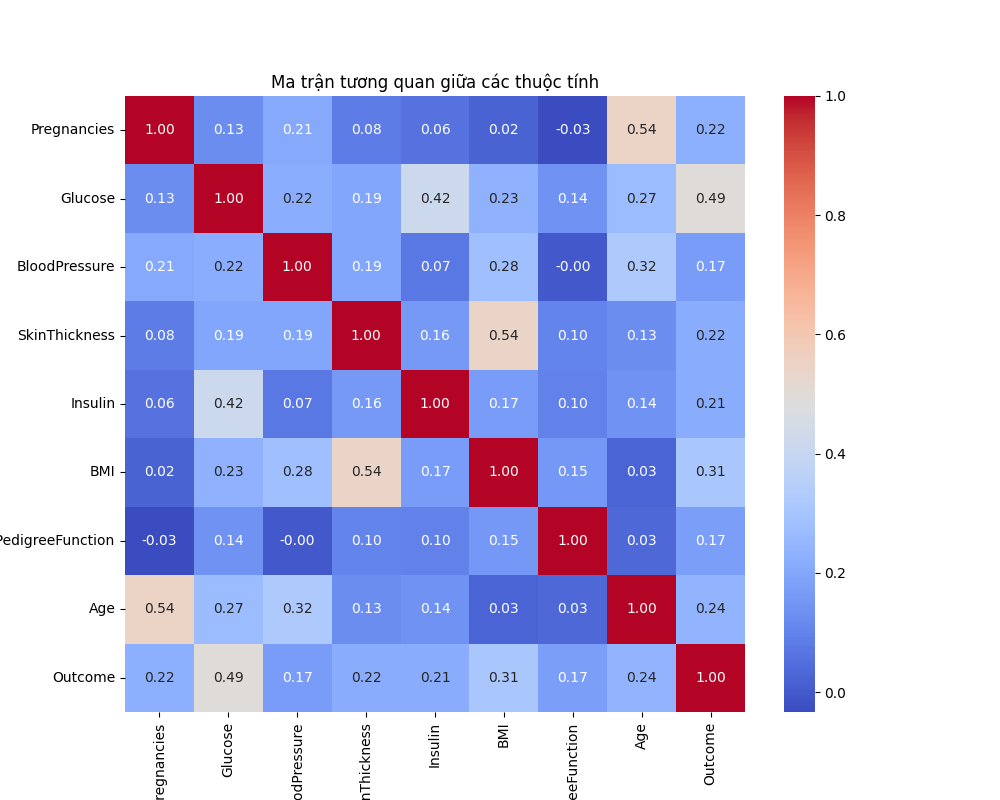 Ma trận tương quan giữa các thuộc tính
Pregnancies 1.00 0.13 0.21 0.08 0.06 0.02 -0.03 0.54 0.22
Glucose 0.13 1.00 0.22 0.19 0.42 0.23 0.14 0.27 0.49
BloodPressure 0.21 0.22 1.00 0.19 0.07 0.28 -0.00 0.32 0.17
SkinThickness 0.08 0.19 0.19 1.00 0.16 0.54 0.10 0.13 0.22
Insulin 0.06 0.42 0.07 0.16 1.00 0.17 0.10 0.14 0.21
BMI 0.02 0.23 0.28 0.54 0.17 1.00 0.15 0.03 0.31
PedigreeFunction -0.03 0.14 -0.00 0.10 0.10 0.15 1.00 0.03 0.17
Age 0.54 0.27 0.32 0.13 0.14 0.03 0.03 1.00 0.24
Outcome 0.22 0.49 0.17 0.22 0.21 0.31 0.17 0.24 1.00
regnancies
Glucose
odPressure
nThickness
Insulin
BMI
eeFunction
Age
Outcome
1.0
0.8
0.6
0.4
0.2
0.0